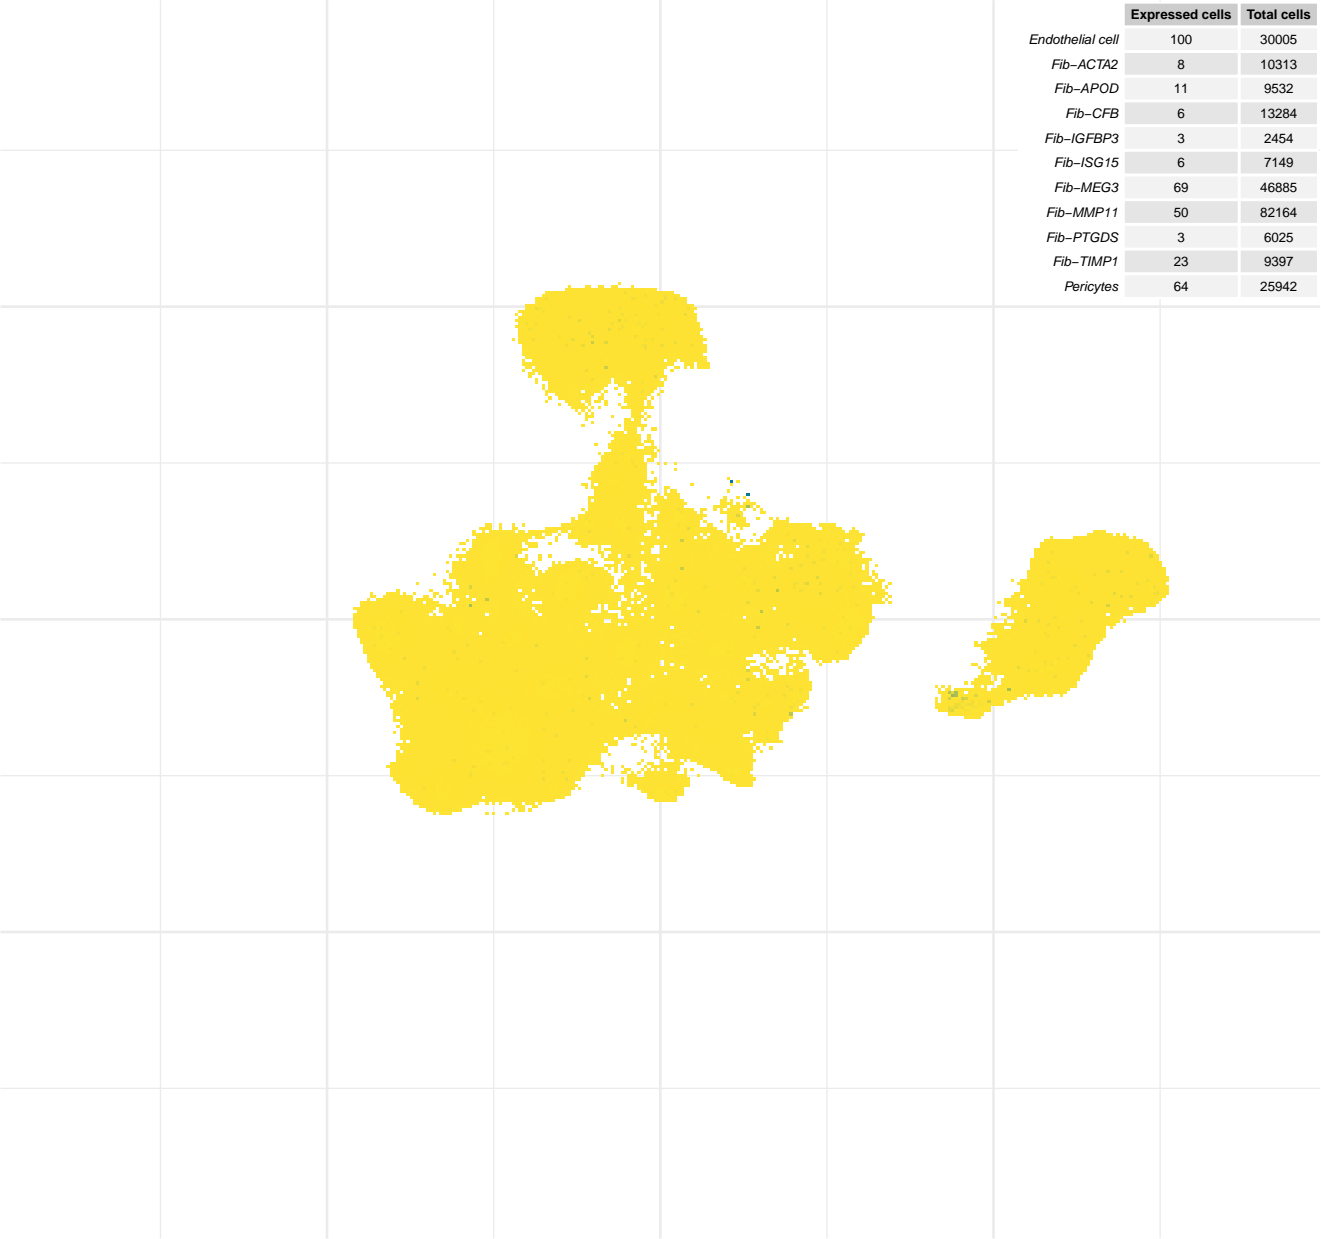 Expressed cells Total cells
Endothelial cell 100 30005
Fib−ACTA2 8 10313
Fib−APOD 11 9532
Fib−CFB 6 13284
Fib−IGFBP3 3 2454
Fib−ISG15 6 7149
Fib−MEG3 69 46885
Fib−MMP11 50 82164
Fib−PTGDS 3 6025
Fib−TIMP1 23 9397
Pericytes 64 25942